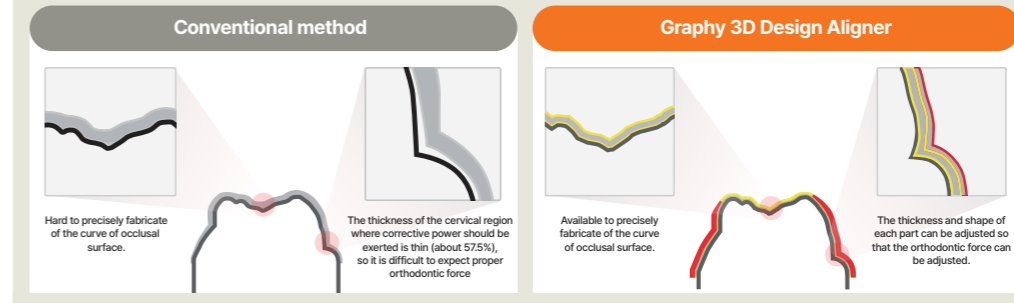 Conventional method
Hard to precisely fabricate
of the curve of occlusal
surface.
The thickness of the cervical region
where corrective power should be
exerted is thin (about 57.5%),
so it is difficult to expect proper
orthodontic force
Graphy 3D Design Aligner
Available to precisely
fabricate of the curve
of occlusal surface.
The thickness and shape of
each part can be adjusted so
that the orthodontic force can
be adjusted.